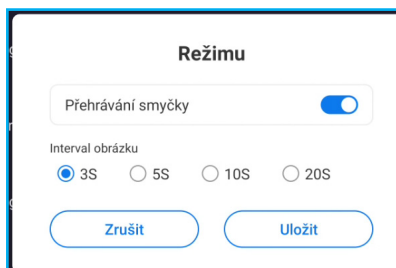 Režimu
Přehrávání smyčky
Interval obrázku
3S 5S 10S 20S
Zrušit Uložit